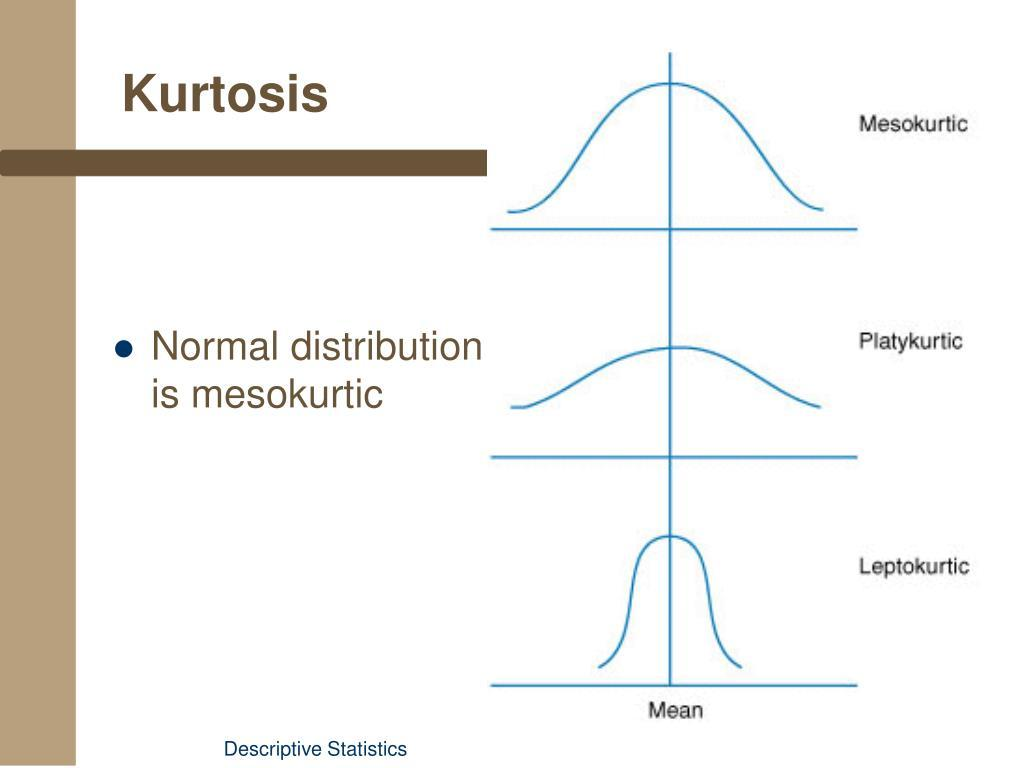 Kurtosis
Mesokurtic
Normal distribution
is mesokurtic
Platykurtic
Leptokurtic
Mean
Descriptive Statistics